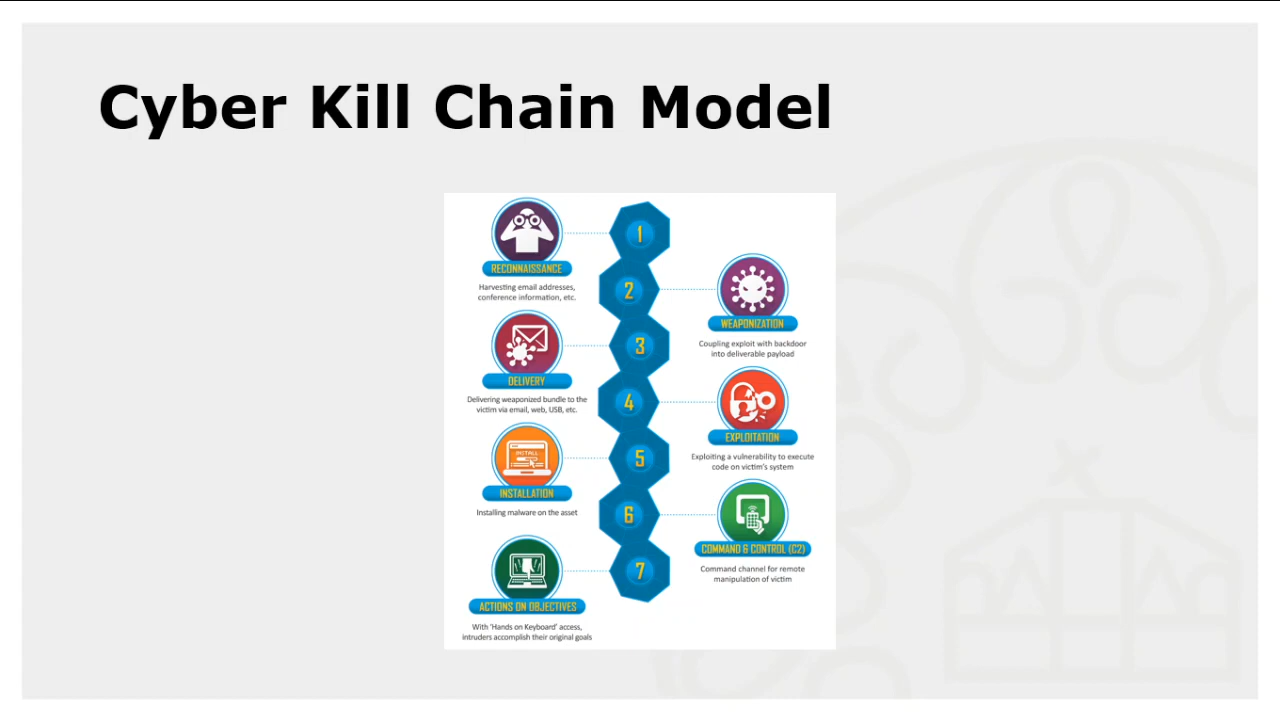 Cyber Kill Chain Model
1
RECONNAISSANCE
Harvesting email addresses,
conference information, etc.
2
WEAPONIZATION
Coupling exploit with backdoor
into deliverable payload
3
DELIVERY
Delivering weaponized bundle to the
victim via email, web, USB, etc.
4
EXPLOITATION
Exploiting a vulnerability to execute
code on victim's system
5
INSTALL
INSTALLATION
Installing malware on the asset
6
COMMAND & CONTROL (C2)
Command channel for remote
manipulation of victim
7
ACTIONS ON OBJECTIVES
With 'Hands on Keyboard' access,
intruders accomplish their original goals